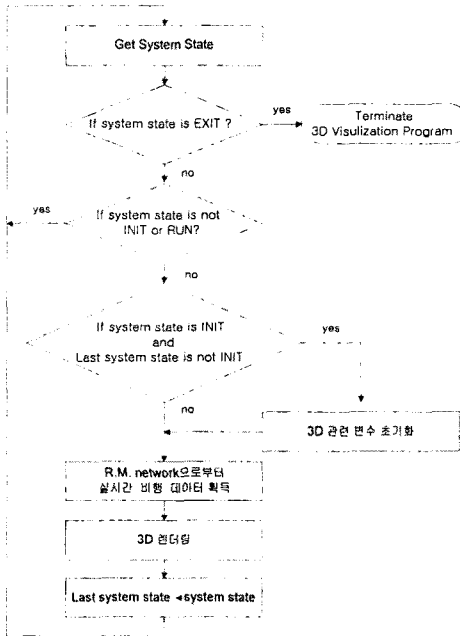 Get System State
If system state is EXIT ?
yes
Terminate
3D Visulization Program
no
yes
If system state is not
INIT or RUN?
no
If system state is INIT
and
Last system state is not INIT
yes
no
3D 관련 변수 초기화
R.M. network으로부터
실시간 비행 데이터 획득
3D 렌더링
Last system state ◄system state